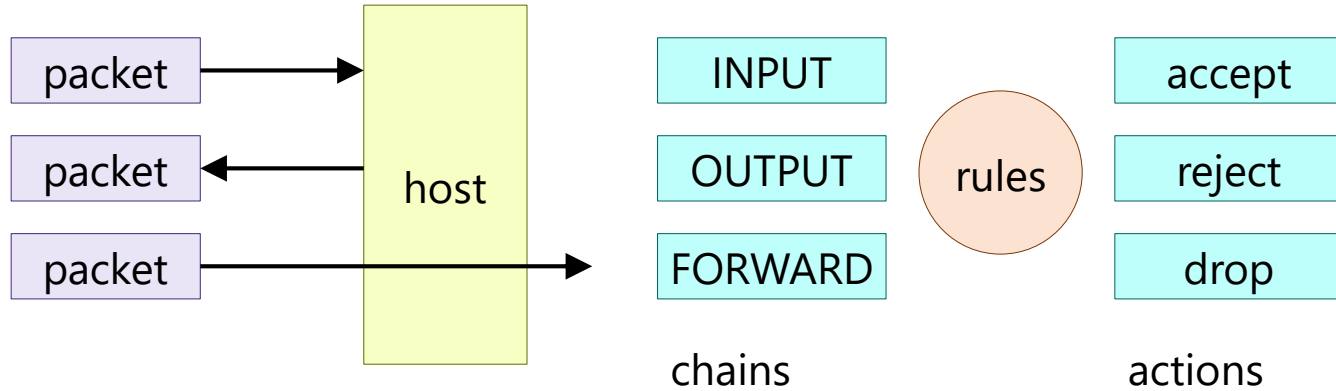 packet
INPUT
accept
packet
host
OUTPUT
rules
reject
packet
FORWARD
drop
chains
actions